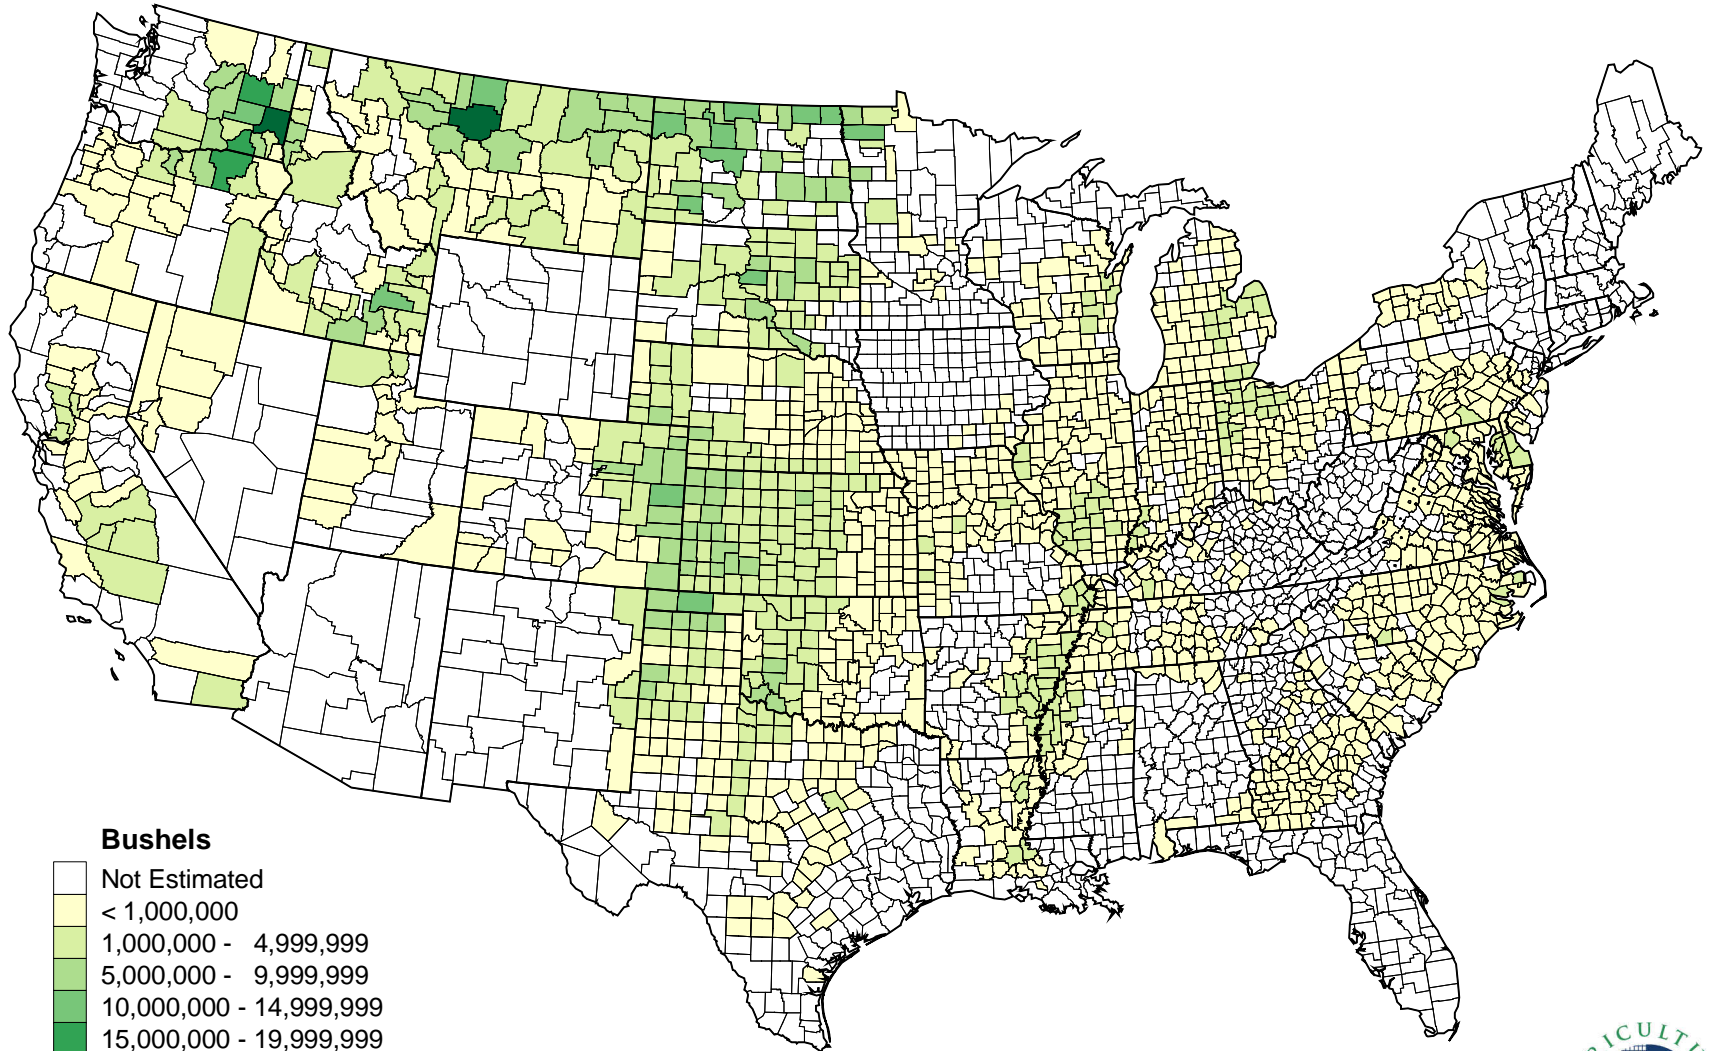 Bushels
Not Estimated
< 1,000,000
1,000,000 - 4,999,999
5,000,000 - 9,999,999
10,000,000 - 14,999,999
15,000,000 - 19,999,999